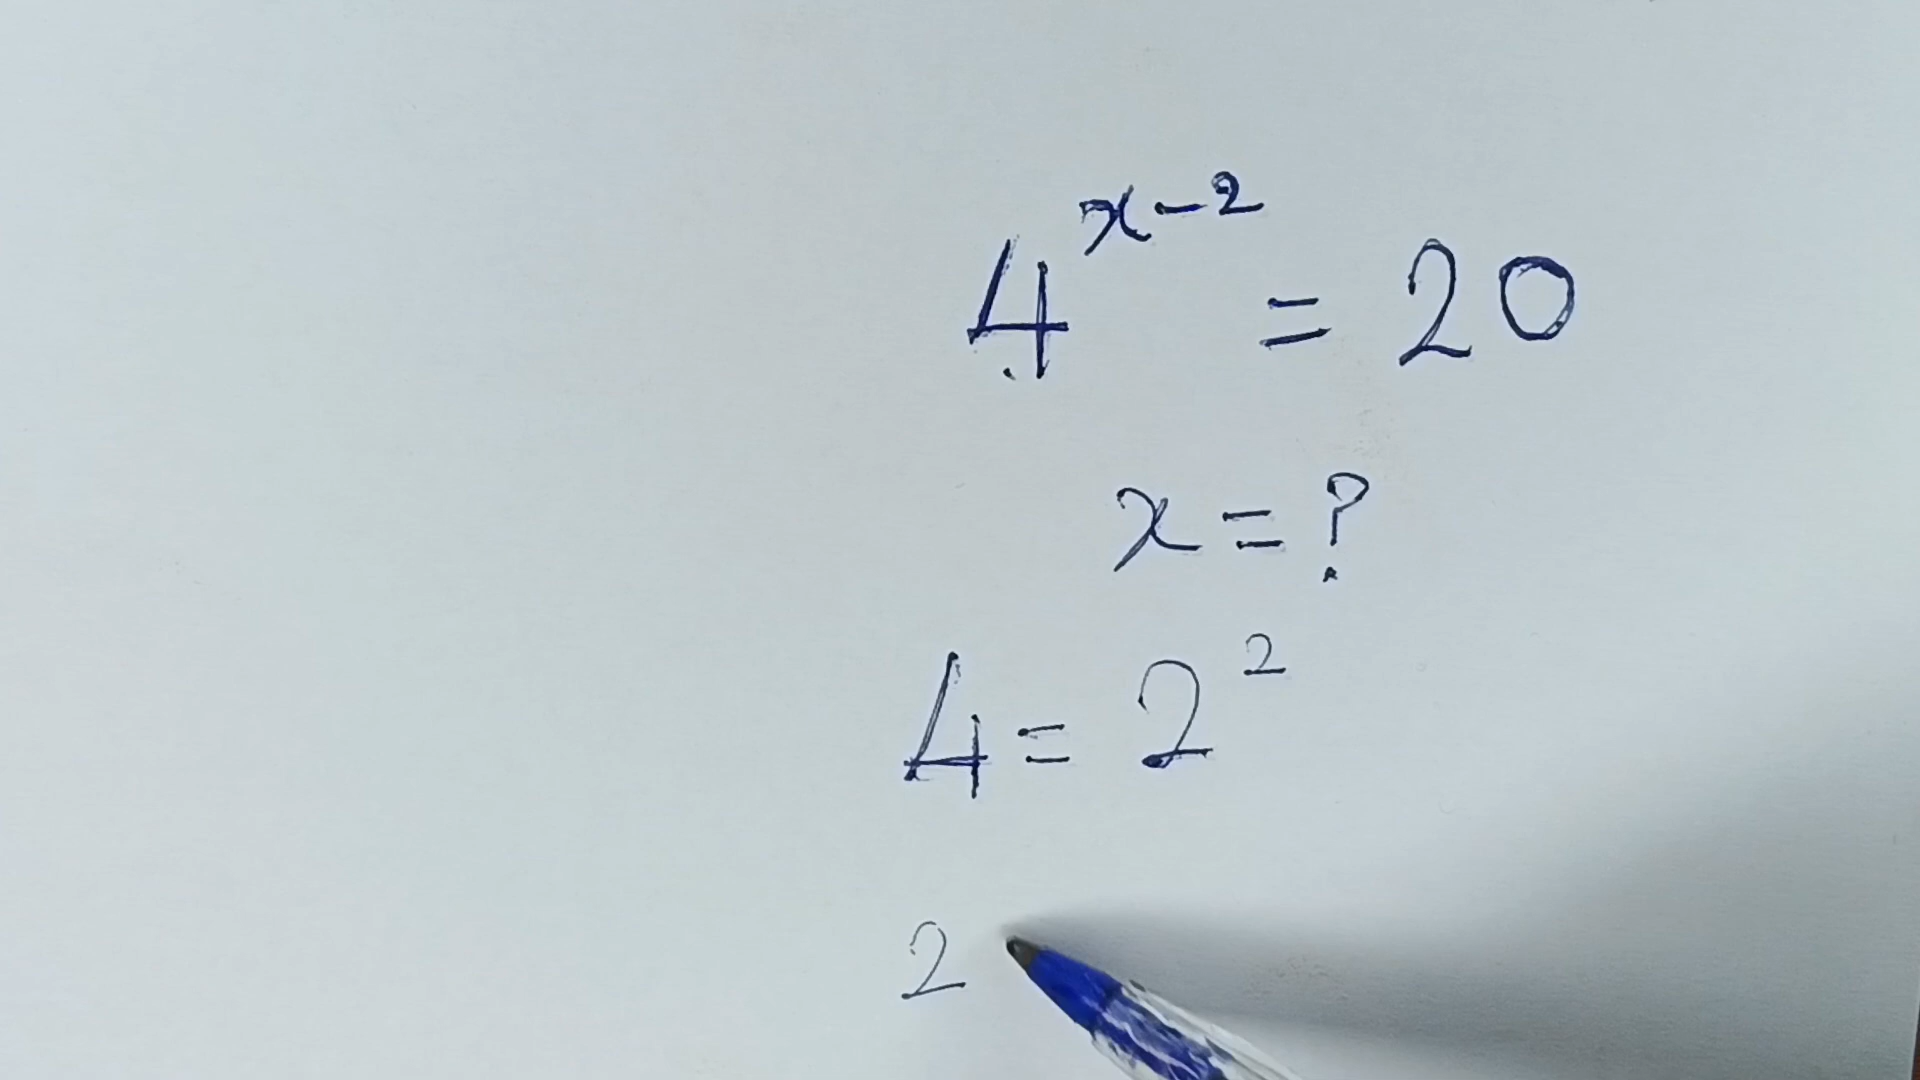 4^{x-2} = 20
x = ?
4 = 2^2
2